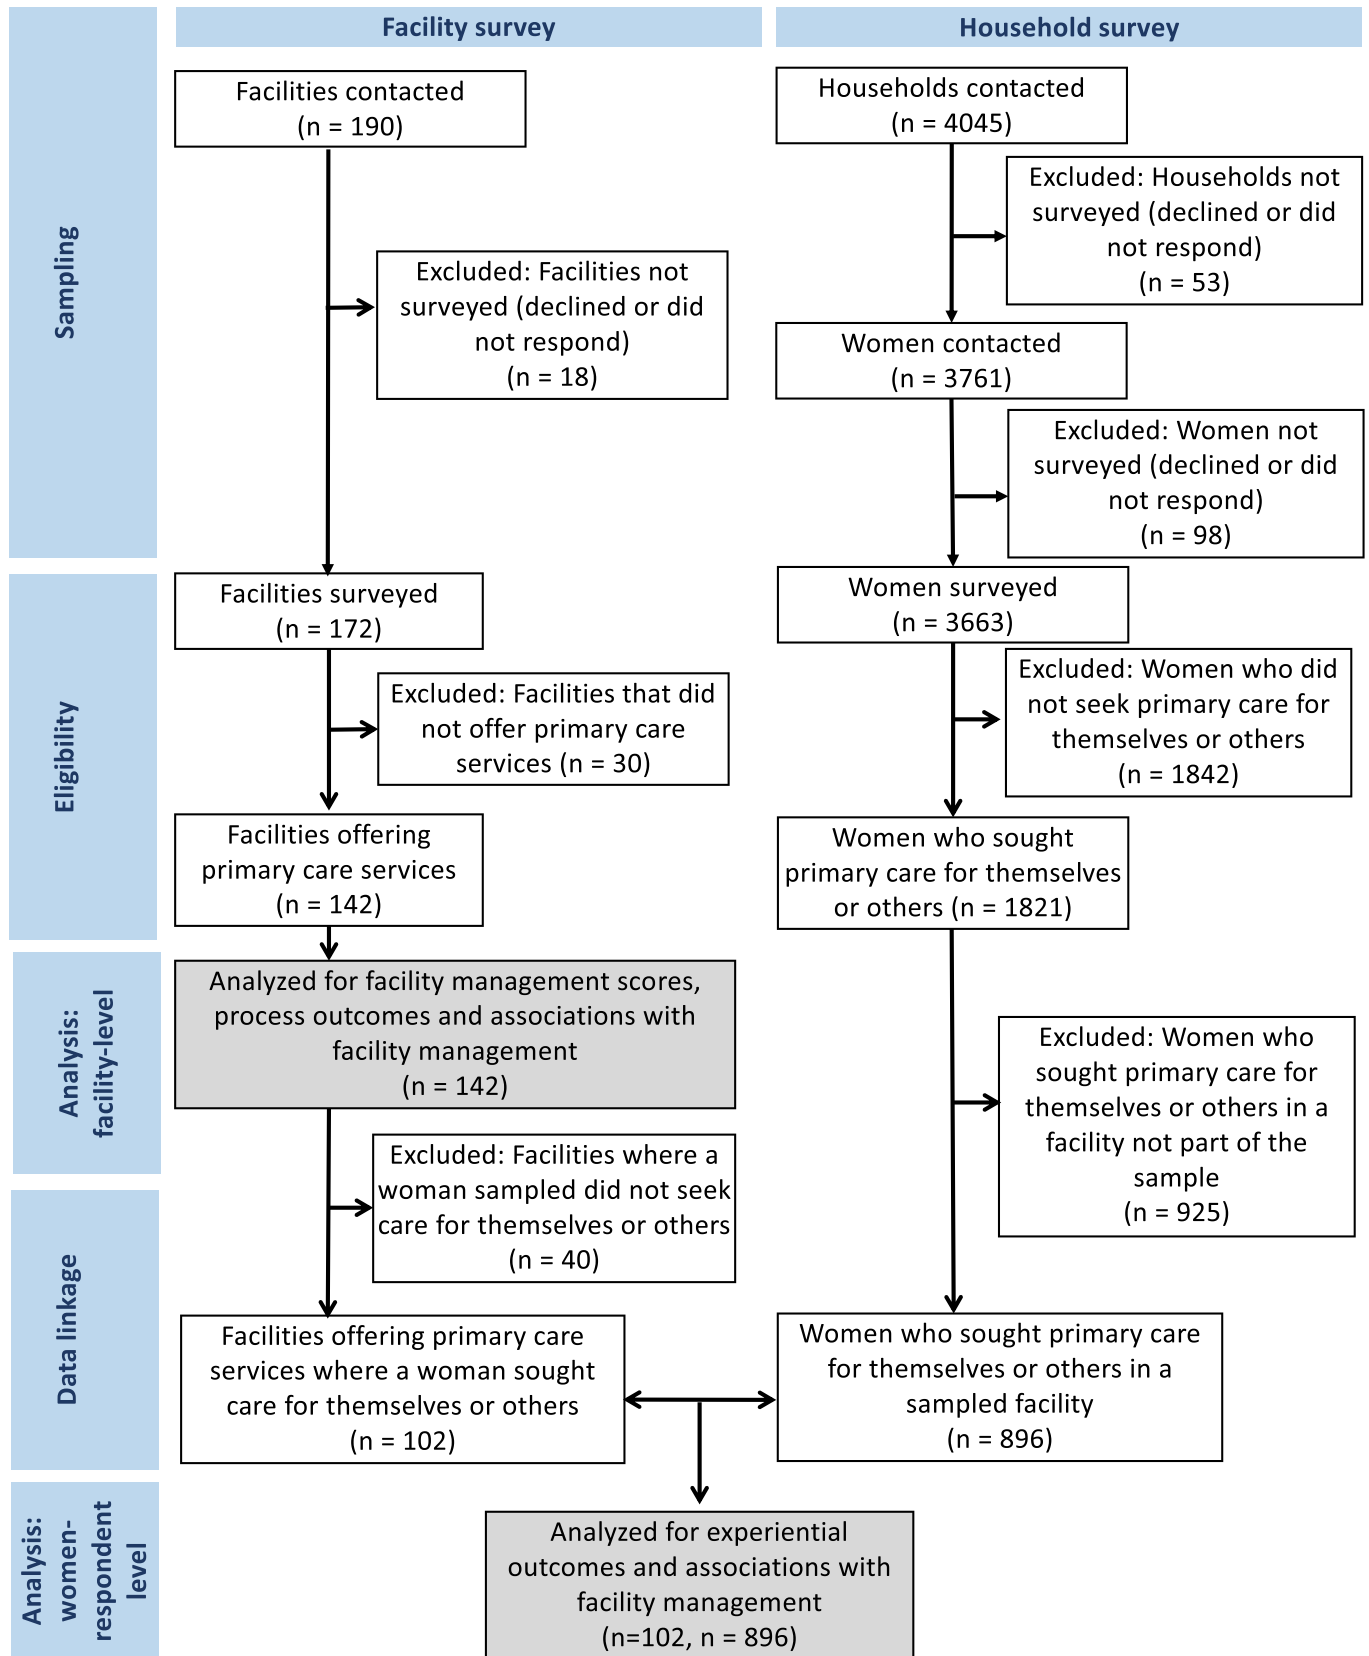 Facility survey
Household survey
Sampling
Facilities contacted
(n = 190)
Households contacted
(n = 4045)
Excluded: Households not
surveyed (declined or did
not respond)
(n = 53)
Excluded: Facilities not
surveyed (declined or did
not respond)
(n = 18)
Women contacted
(n = 3761)
Excluded: Women not
surveyed (declined or did
not respond)
(n = 98)
Eligibility
Facilities surveyed
(n = 172)
Women surveyed
(n = 3663)
Excluded: Facilities that did
not offer primary care
services (n = 30)
Excluded: Women who did
not seek primary care for
themselves or others
(n = 1842)
Facilities offering
primary care services
(n = 142)
Women who sought
primary care for themselves
or others (n = 1821)
Analysis:
facility-level
Analyzed for facility management scores,
process outcomes and associations with
facility management
(n = 142)
Excluded: Women who
sought primary care for
themselves or others in a
facility not part of the
sample
(n = 925)
Excluded: Facilities where a
woman sampled did not seek
care for themselves or others
(n = 40)
Data linkage
Facilities offering primary care
services where a woman sought
care for themselves or others
(n = 102)
Women who sought primary care
for themselves or others in a
sampled facility
(n = 896)
Analysis:
women-
respondent
level
Analyzed for experiential
outcomes and associations with
facility management
(n=102, n = 896)